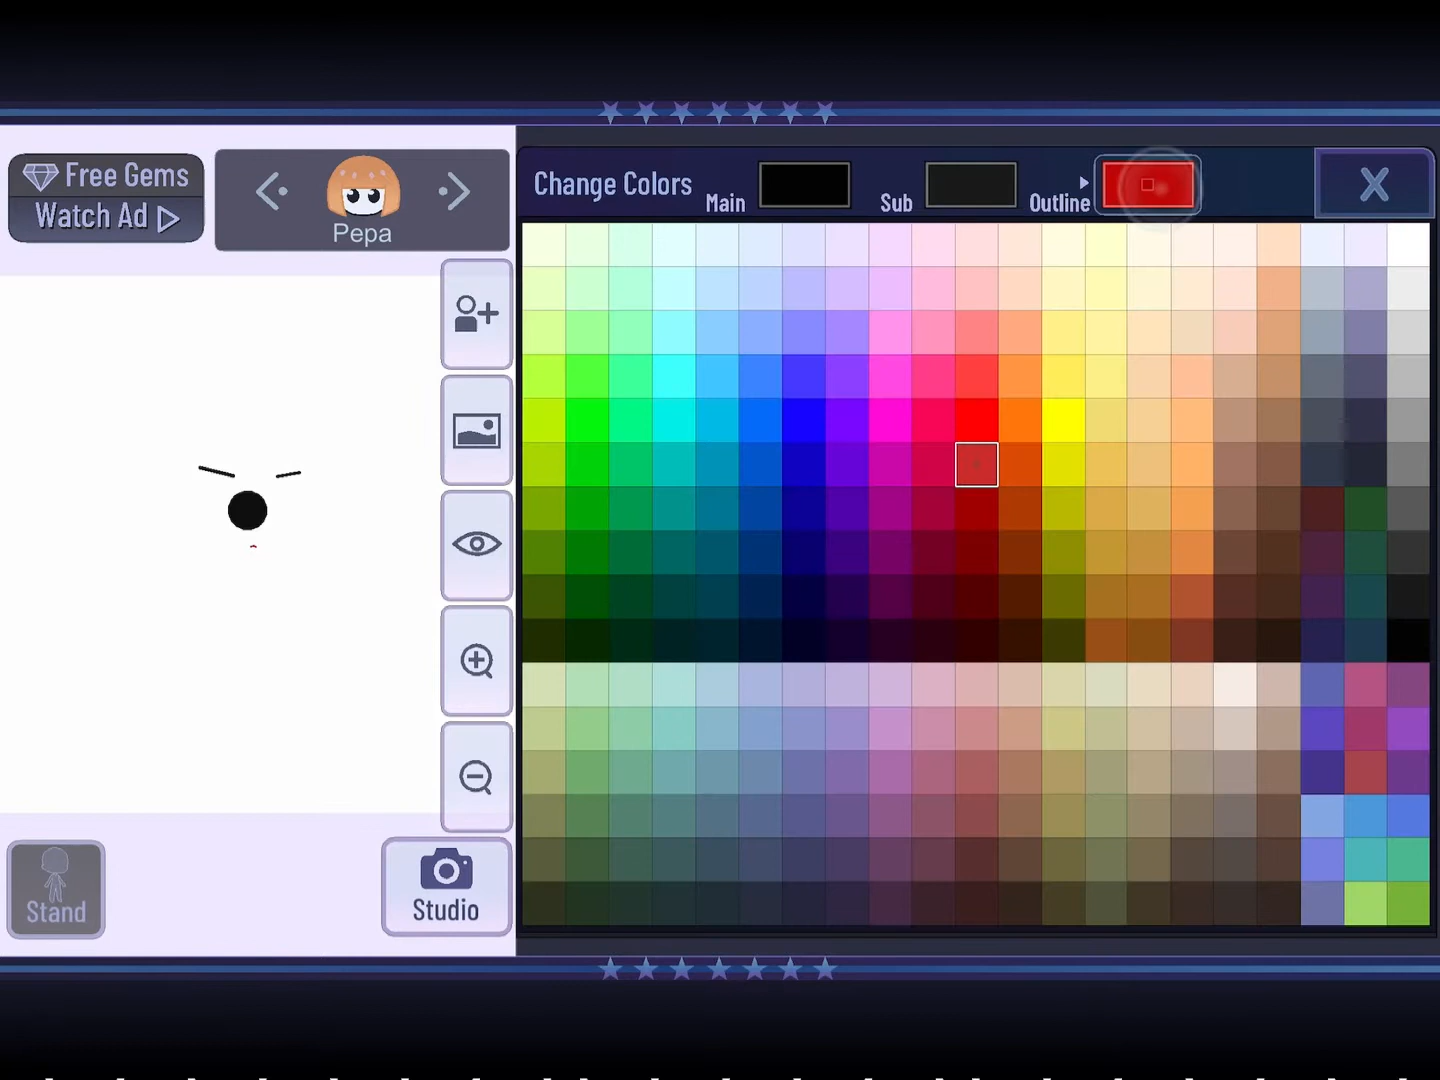 Free Gems
Watch Ad
Pepa
Change Colors
Main
Sub
Outline
X
Stand
Studio